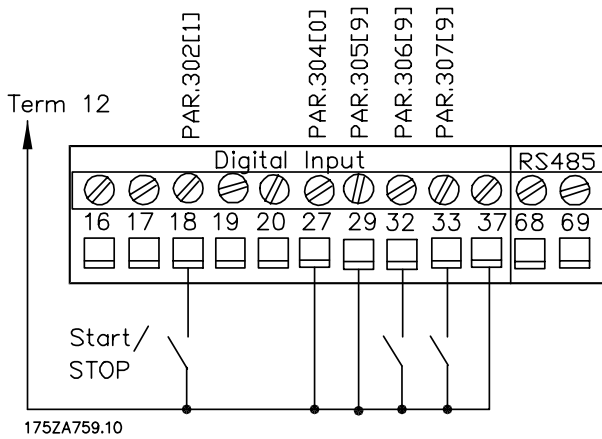 PAR.302[1]
PAR.304[0]
PAR.305[9]
PAR.306[9]
PAR.307[9]
Term 12
Digital Input
RS485
16 17 18 19 20 27 29 32 33 37 68 69
Start/
STOP
175ZA759.10